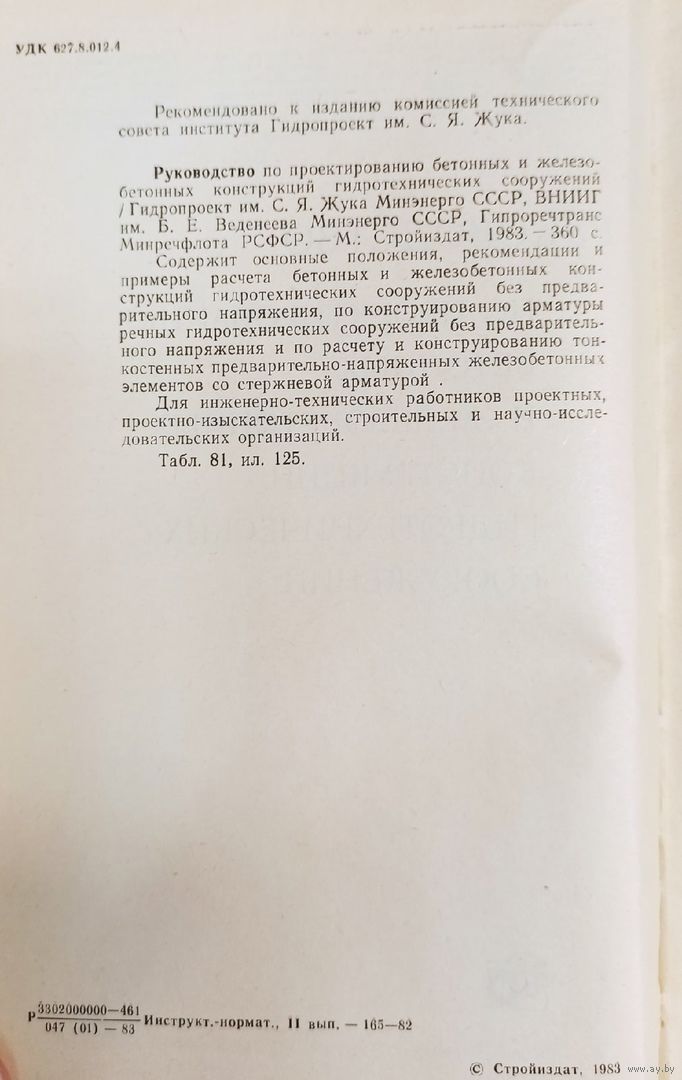 УДК 627.8.012.4
Рекомендовано к изданию комиссией технического
совета института Гидропроект им. С. Я. Жука.
Руководство по проектированию бетонных и железо-
бетонных конструкций гидротехнических сооружений
/ Гидропроект им. С. Я. Жука Минэнерго СССР, ВНИИГ
им. Б. Е. Веденеева Минэнерго СССР, Гипроречтранс
Минречфлота РСФСР. — М.: Стройиздат, 1983. — 360 с.
Содержит основные положения, рекомендации и
примеры расчета бетонных и железобетонных кон-
струкций гидротехнических сооружений без предва-
рительного напряжения, по конструированию арматуры
речных гидротехнических сооружений без предваритель-
ного напряжения и по расчету и конструированию тон-
костенных предварительно-напряженных железобетонных
элементов со стержневой арматурой .
Для инженерно-технических работников проектных,
проектно-изыскательских, строительных и научно-иссле-
довательских организаций.
Табл. 81, ил. 125.
3302000000—461
Р Инструкт.-нормат., II вып. — 165—82
047 (01) — 83
© Стройиздат, 1983
www.ay.by